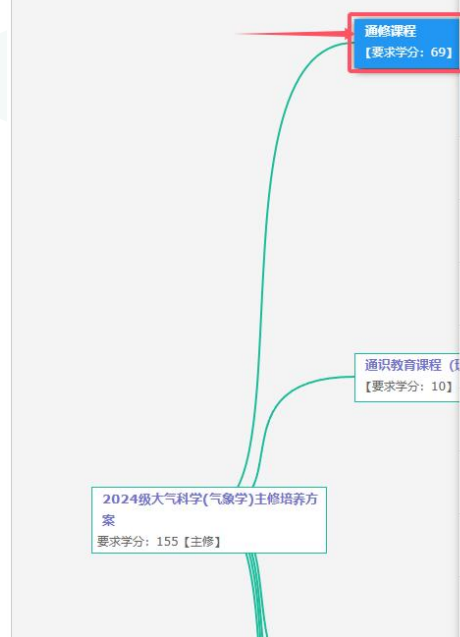 通修课程
【要求学分：69】
通识教育课程（
【要求学分：10】
2024级大气科学(气象学)主修培养方
案
要求学分：155【主修】